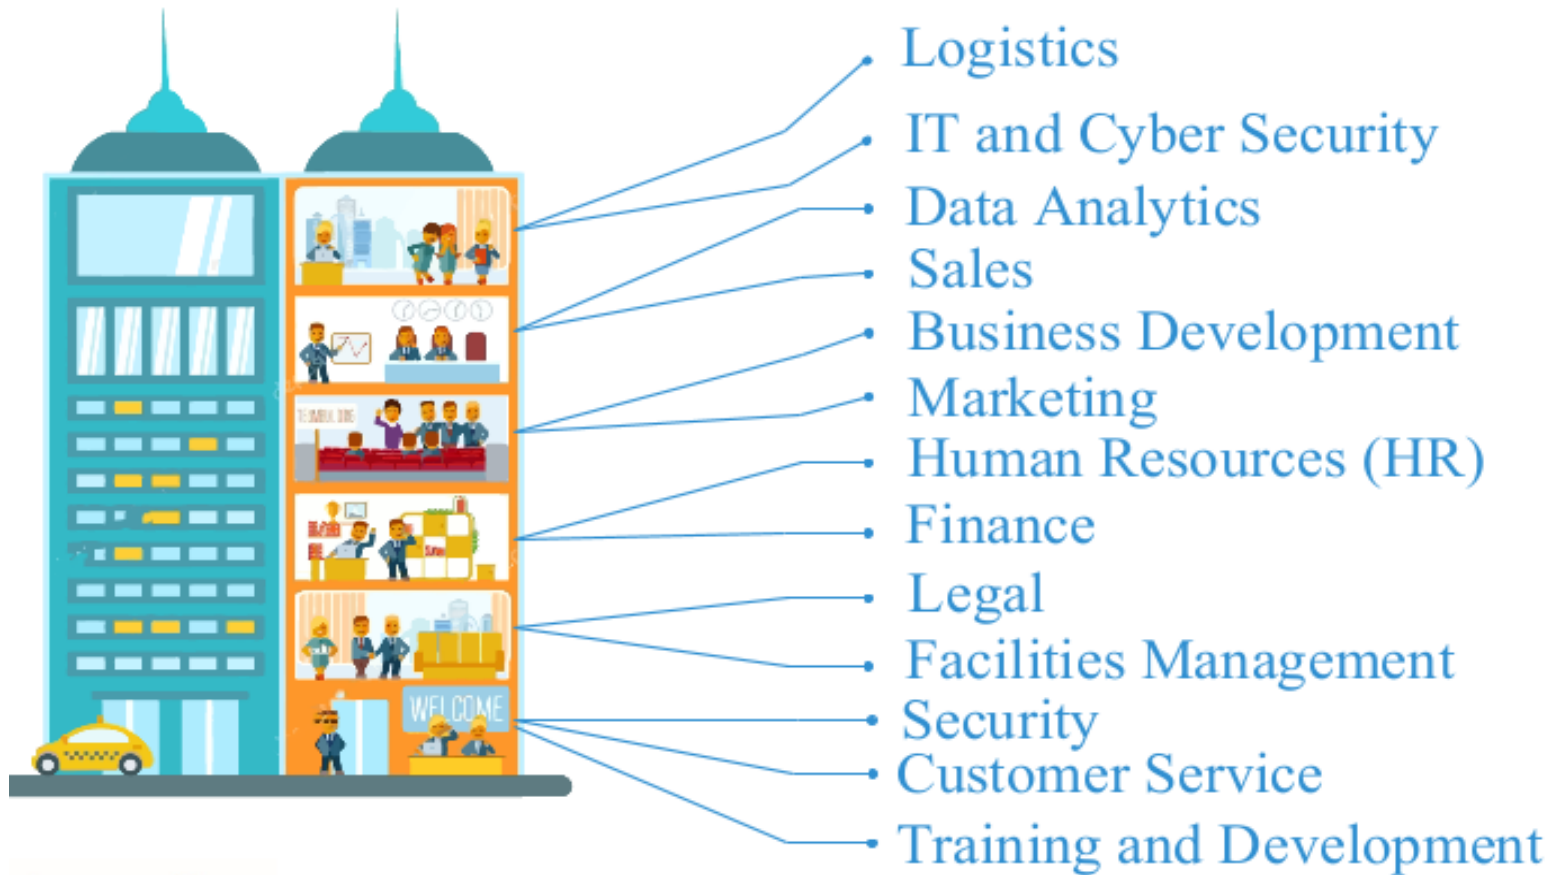 Logistics
IT and Cyber Security
Data Analytics
Sales
Business Development
Marketing
Human Resources (HR)
Finance
Legal
Facilities Management
WELCOME
Security
Customer Service
Training and Development